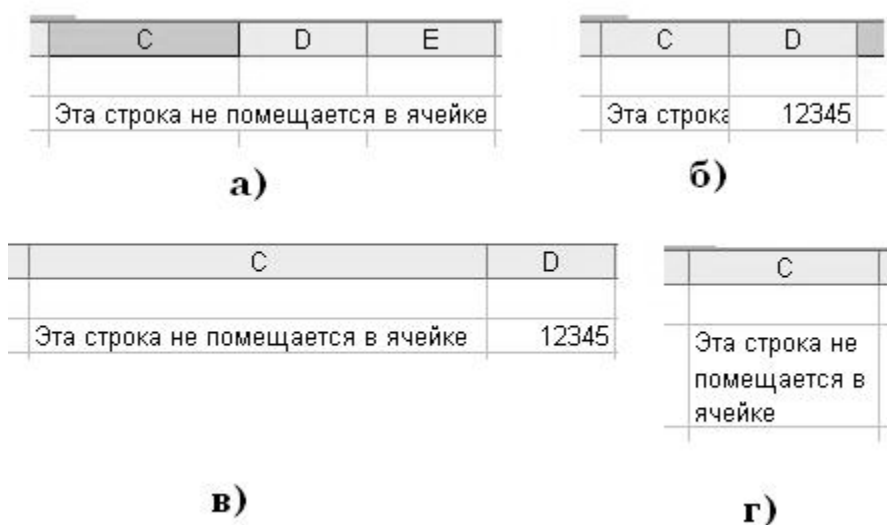 C D E
Эта строка не помещается в ячейке
а)
C D
Эта строка 12345
б)
C D
Эта строка не помещается в ячейке 12345
в)
C
Эта строка не
помещается в
ячейке
г)